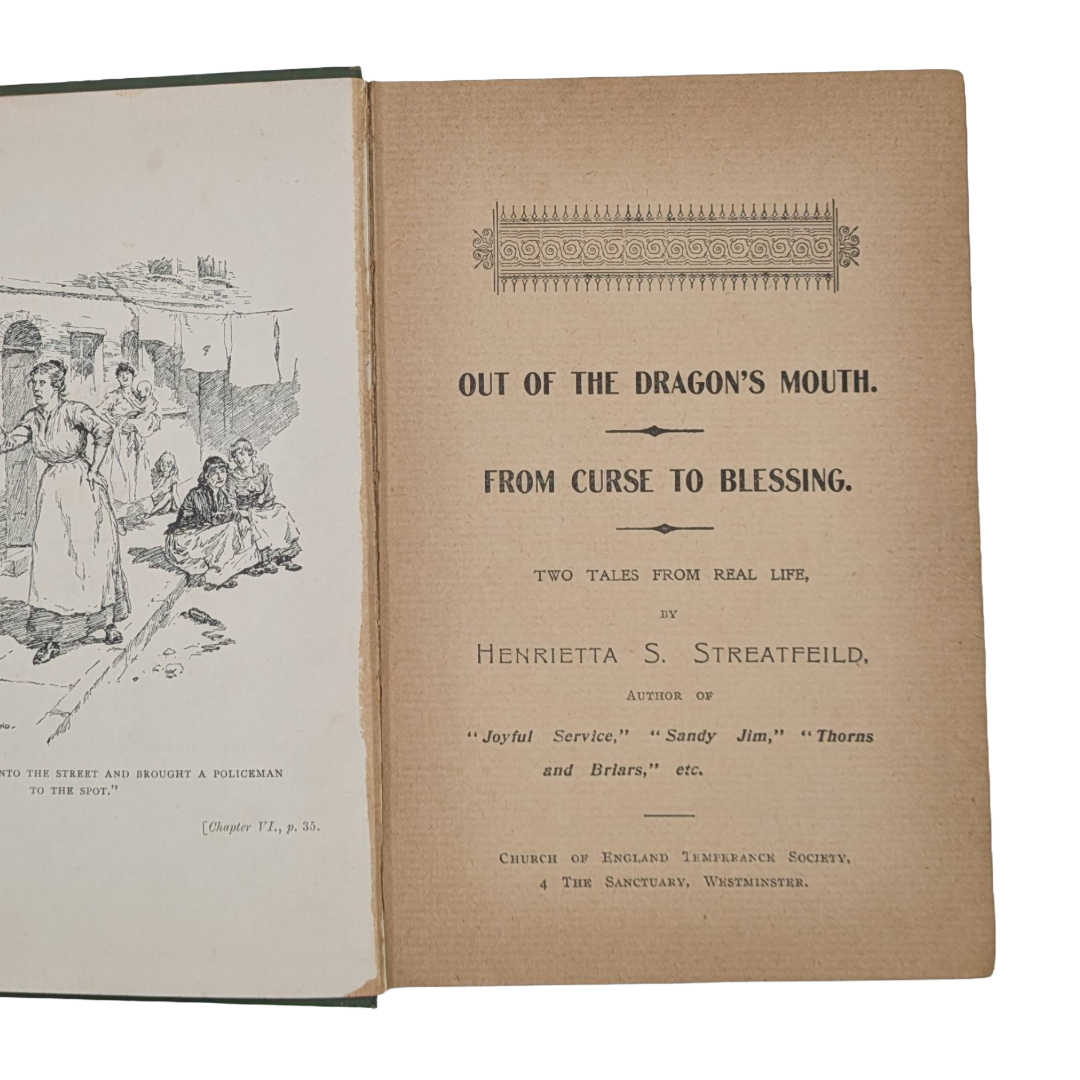 NTO THE STREET AND BROUGHT A POLICEMAN
TO THE SPOT."
[Chapter VI., p. 35.
OUT OF THE DRAGON'S MOUTH.
FROM CURSE TO BLESSING.
TWO TALES FROM REAL LIFE,
BY
HENRIETTA S. STREATFEILD,
AUTHOR OF
"Joyful Service," "Sandy Jim," "Thorns
and Briars," etc.
CHURCH OF ENGLAND TEMPERANCE SOCIETY,
4 THE SANCTUARY, WESTMINSTER.